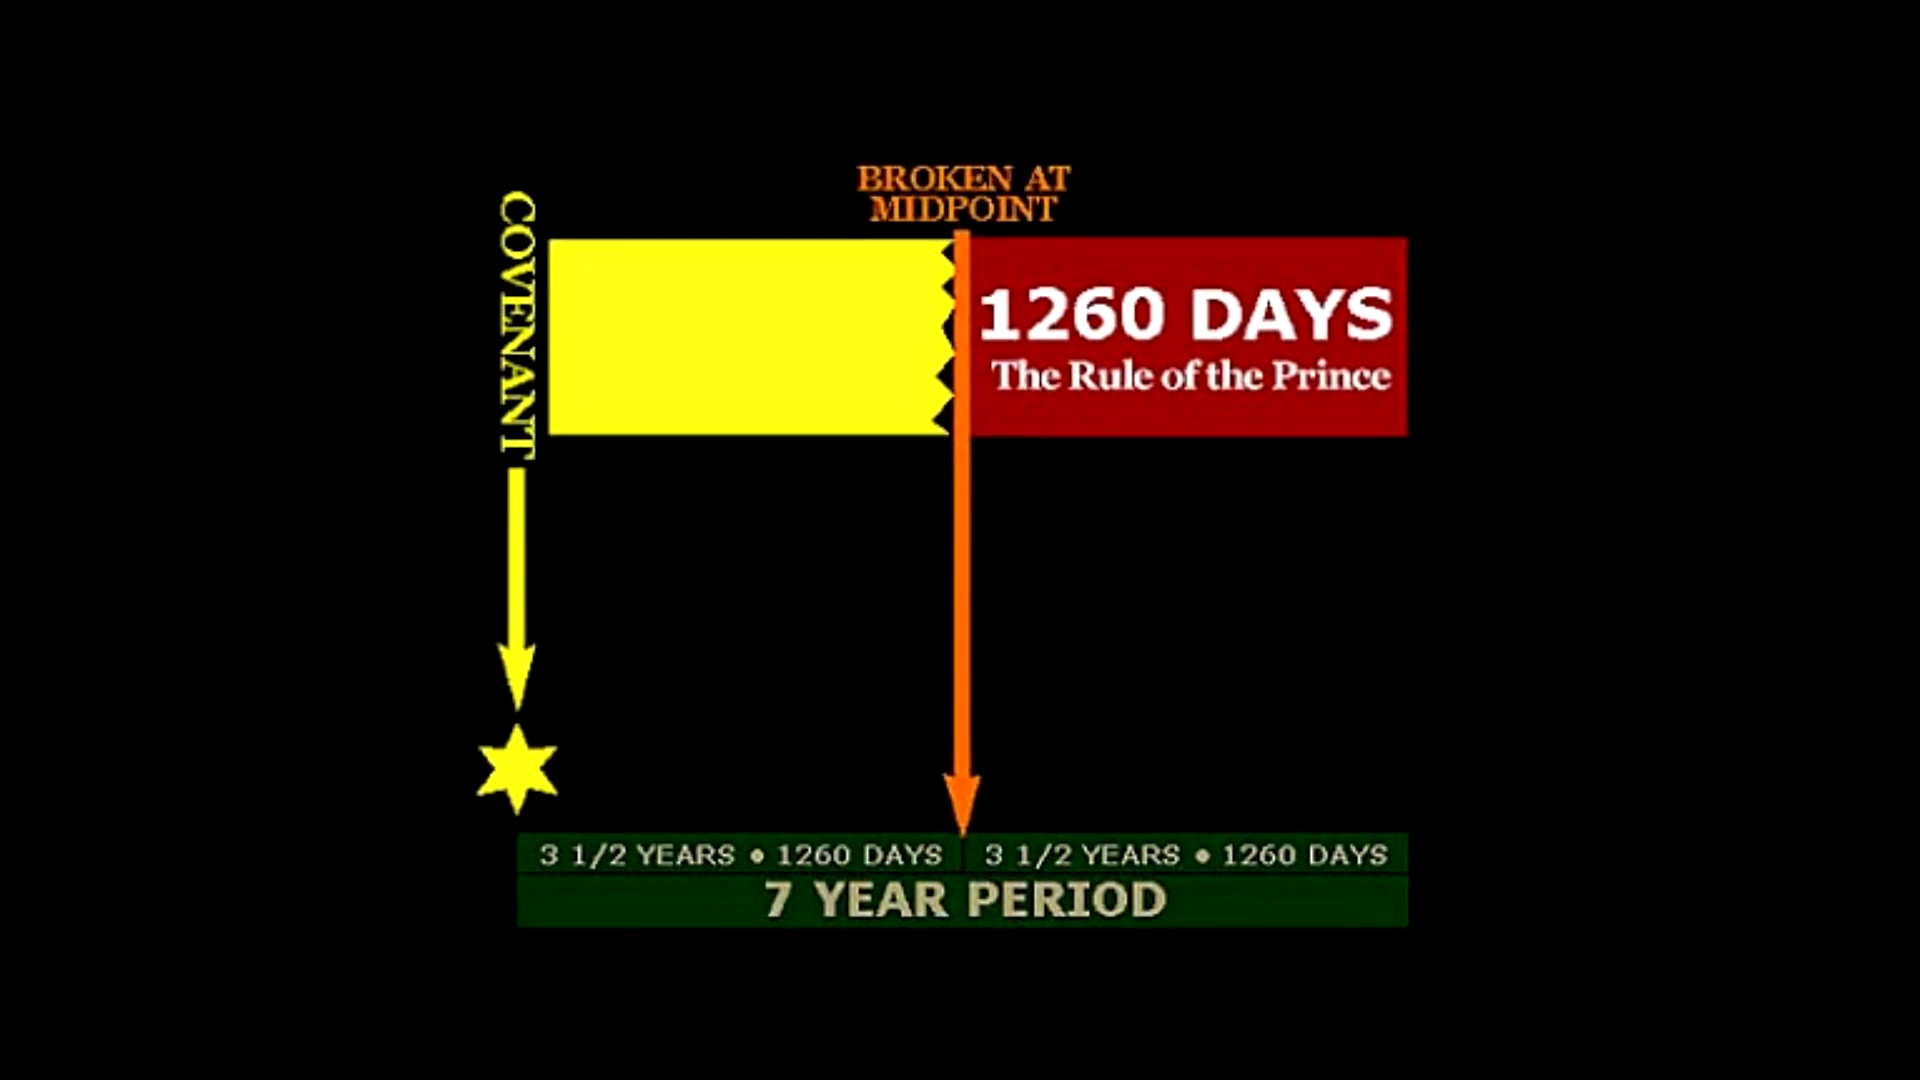 COVENANT
BROKEN AT
MIDPOINT
1260 DAYS
The Rule of the Prince
3 1/2 YEARS • 1260 DAYS
3 1/2 YEARS • 1260 DAYS
7 YEAR PERIOD